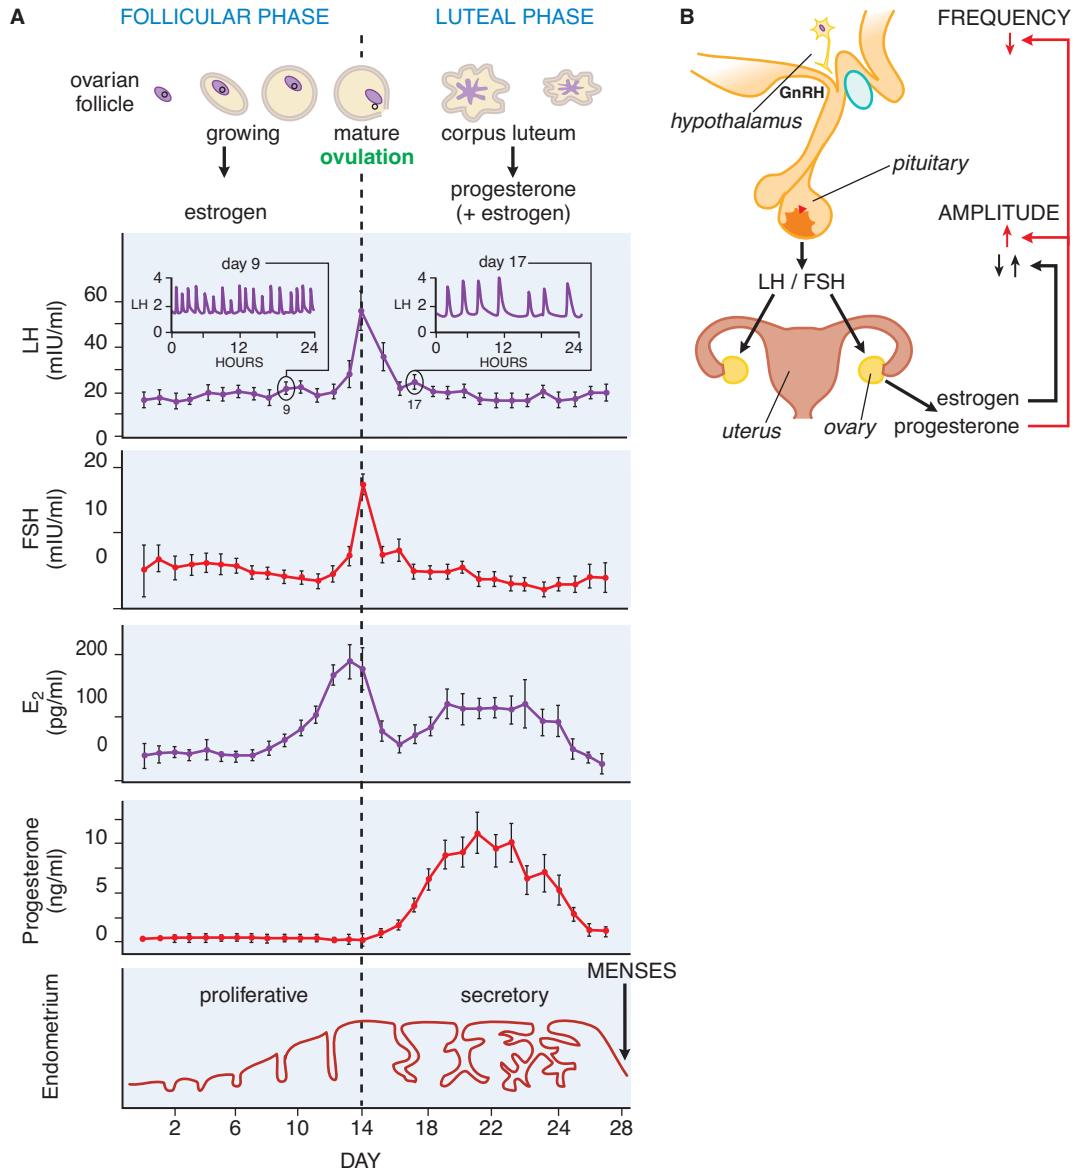 A
FOLLICULAR PHASE
LUTEAL PHASE
ovarian
follicle
growing
mature
ovulation
corpus luteum
estrogen
progesterone
(+ estrogen)
LH
(mIU/ml)
60
40
20
0
day 9
LH
4
2
0
0
12
24
HOURS
9
day 17
LH
4
2
0
0
12
24
HOURS
17
FSH
(mIU/ml)
20
10
0
E2
(pg/ml)
200
100
0
Progesterone
(ng/ml)
10
5
0
Endometrium
proliferative
secretory
MENSES
2
6
10
14
18
22
24
28
DAY
B
FREQUENCY
GnRH
hypothalamus
pituitary
AMPLITUDE
LH / FSH
uterus
ovary
estrogen
progesterone